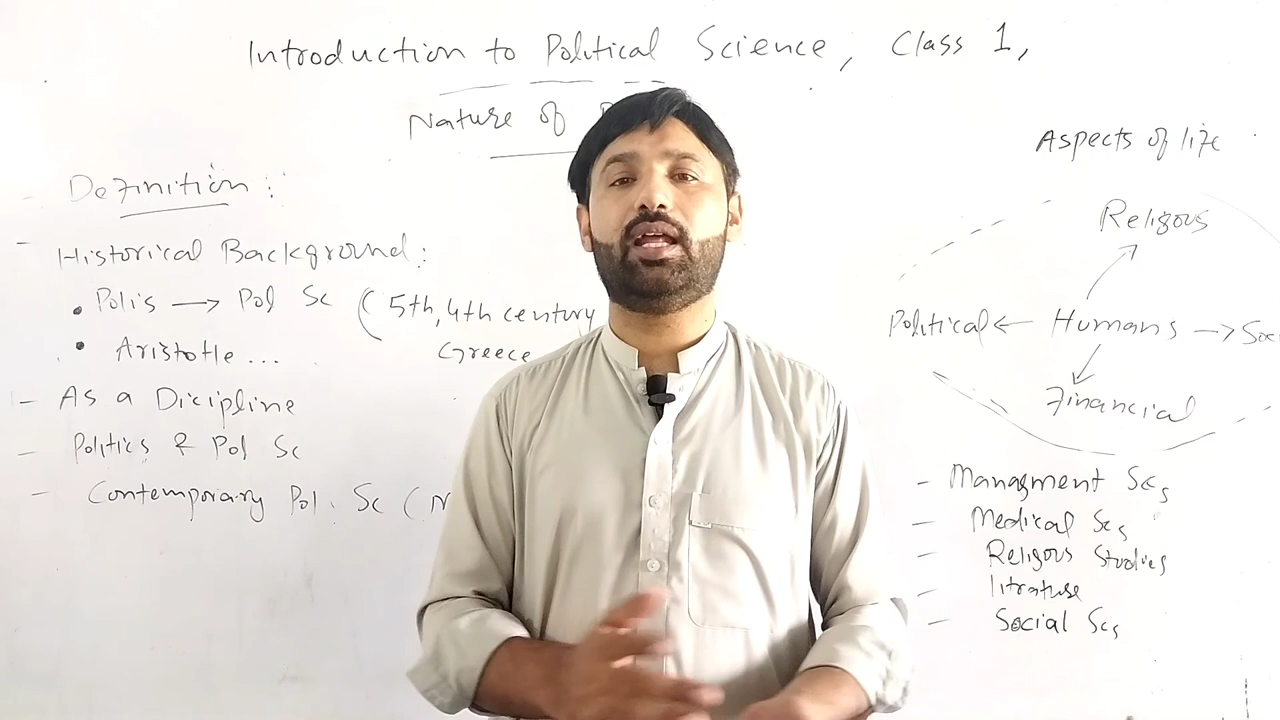 Introduction to Political Science, Class 1,
Nature of
- Definition :
- Historical Background :
• Polis → Pol Sc ( 5th, 4th century
Greece
• Aristotle ...
- As a Dicipline
- Politics & Pol Sc
- Contemporary Pol. Sc (
Aspects of life
Religous
Political ← Humans →
Financial
- Managment Scs
- Medical Scs
- Religous Studies
- litrature
- Social Scs